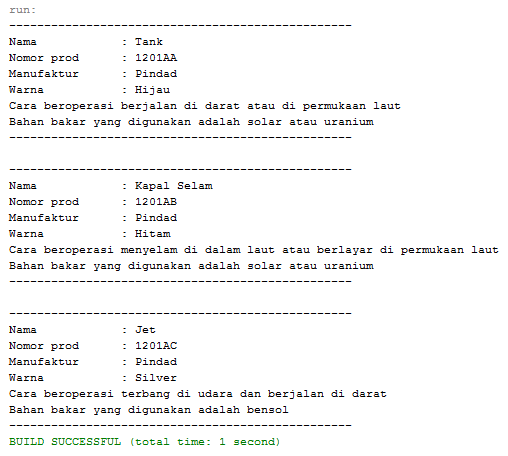 run:
-------------------------------------------------
Nama            : Tank
Nomor prod      : 1201AA
Manufaktur      : Pindad
Warna           : Hijau
Cara beroperasi berjalan di darat atau di permukaan laut
Bahan bakar yang digunakan adalah solar atau uranium
-------------------------------------------------
-------------------------------------------------
Nama            : Kapal Selam
Nomor prod      : 1201AB
Manufaktur      : Pindad
Warna           : Hitam
Cara beroperasi menyelam di dalam laut atau berlayar di permukaan laut
Bahan bakar yang digunakan adalah solar atau uranium
-------------------------------------------------
-------------------------------------------------
Nama            : Jet
Nomor prod      : 1201AC
Manufaktur      : Pindad
Warna           : Silver
Cara beroperasi terbang di udara dan berjalan di darat
Bahan bakar yang digunakan adalah bensol
-------------------------------------------------
BUILD SUCCESSFUL (total time: 1 second)